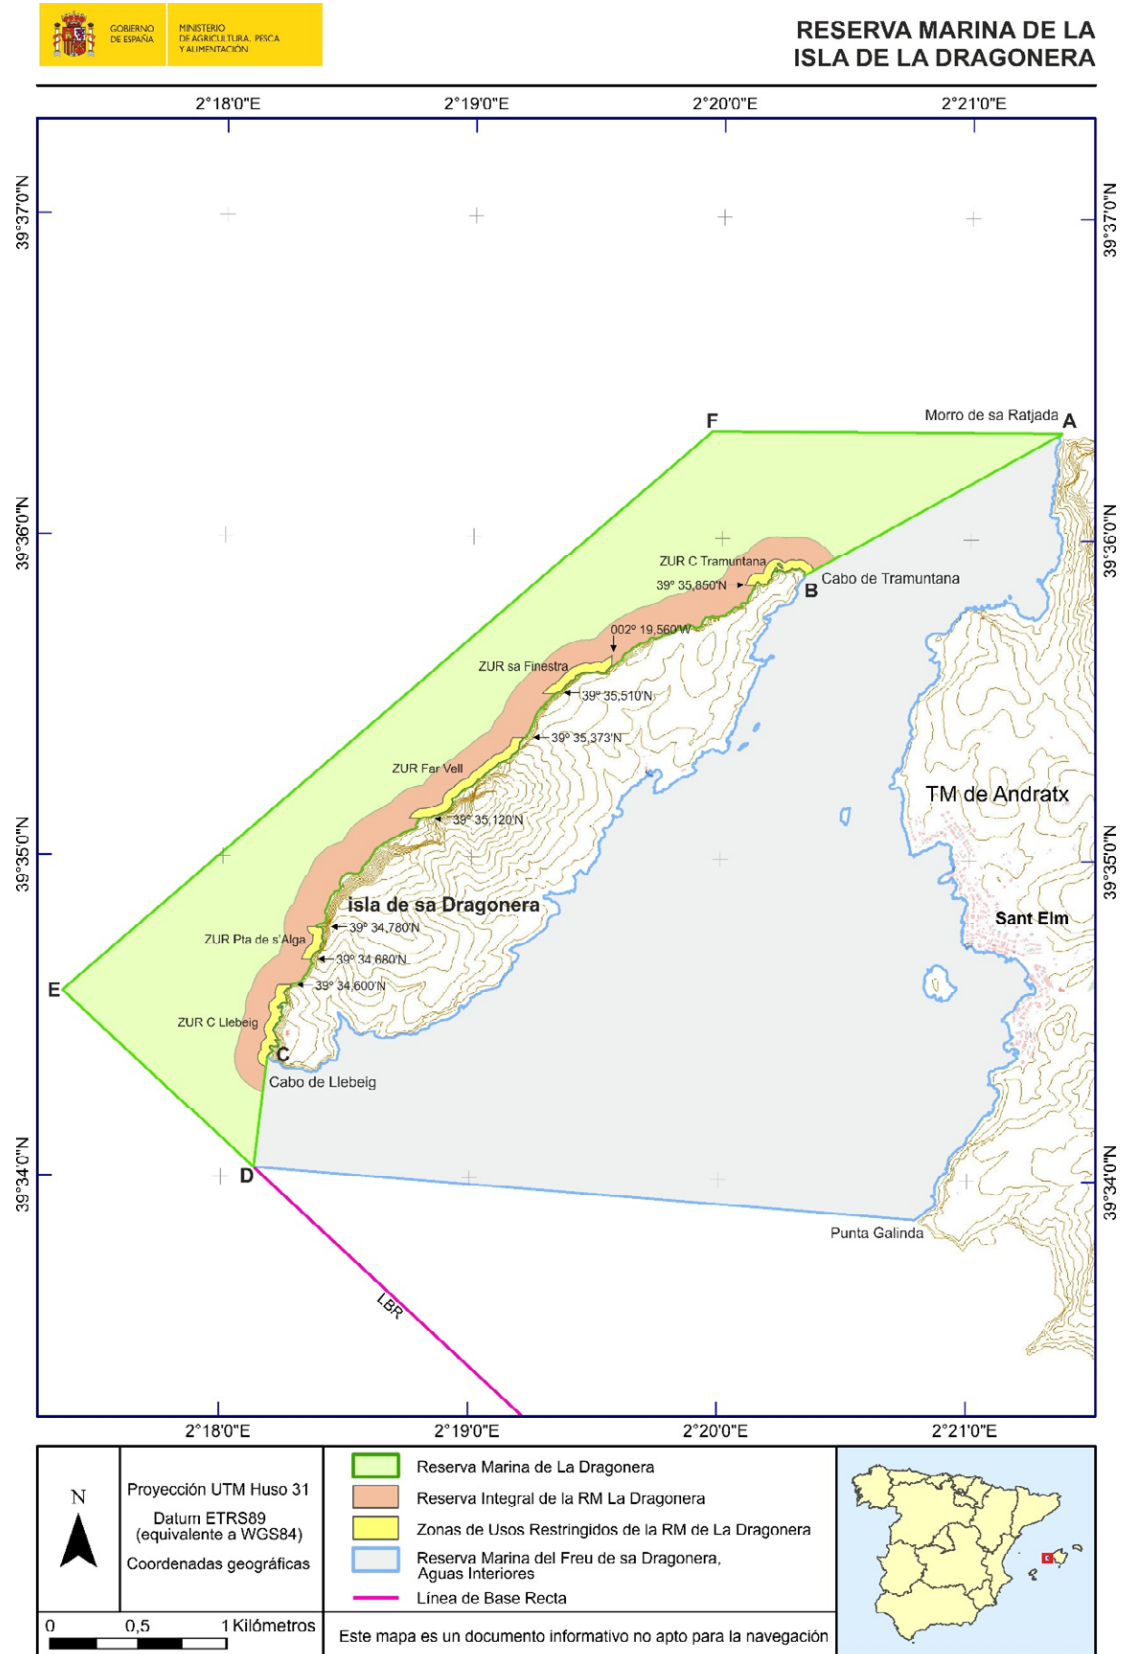 GOBIERNO
DE ESPAÑA
MINISTERIO
DE AGRICULTURA, PESCA
Y ALIMENTACIÓN
RESERVA MARINA DE LA
ISLA DE LA DRAGONERA
2°18'0"E
2°19'0"E
2°20'0"E
2°21'0"E
39°37'0"N
39°37'0"N
F
Morro de sa Ratjada
A
39°36'0"N
39°36'0"N
ZUR C Tramuntana
39º 35,850'N
B
Cabo de Tramuntana
002º 19,560'W
ZUR sa Finestra
39º 35,510'N
39º 35,373'N
ZUR Far Vell
39º 35,120'N
TM de Andratx
39°35'0"N
39°35'0"N
isla de sa Dragonera
Sant Elm
39º 34,780'N
ZUR Pta de s'Alga
39º 34,680'N
39º 34,600'N
E
ZUR C Llebeig
C
Cabo de Llebeig
D
39°34'0"N
39°34'0"N
Punta Galinda
LBR
2°18'0"E
2°19'0"E
2°20'0"E
2°21'0"E
N
Proyección UTM Huso 31
Datum ETRS89
(equivalente a WGS84)
Coordenadas geográficas
0
0,5
1 Kilómetros
Reserva Marina de La Dragonera
Reserva Integral de la RM La Dragonera
Zonas de Usos Restringidos de la RM de La Dragonera
Reserva Marina del Freu de sa Dragonera,
Aguas Interiores
Línea de Base Recta
Este mapa es un documento informativo no apto para la navegación